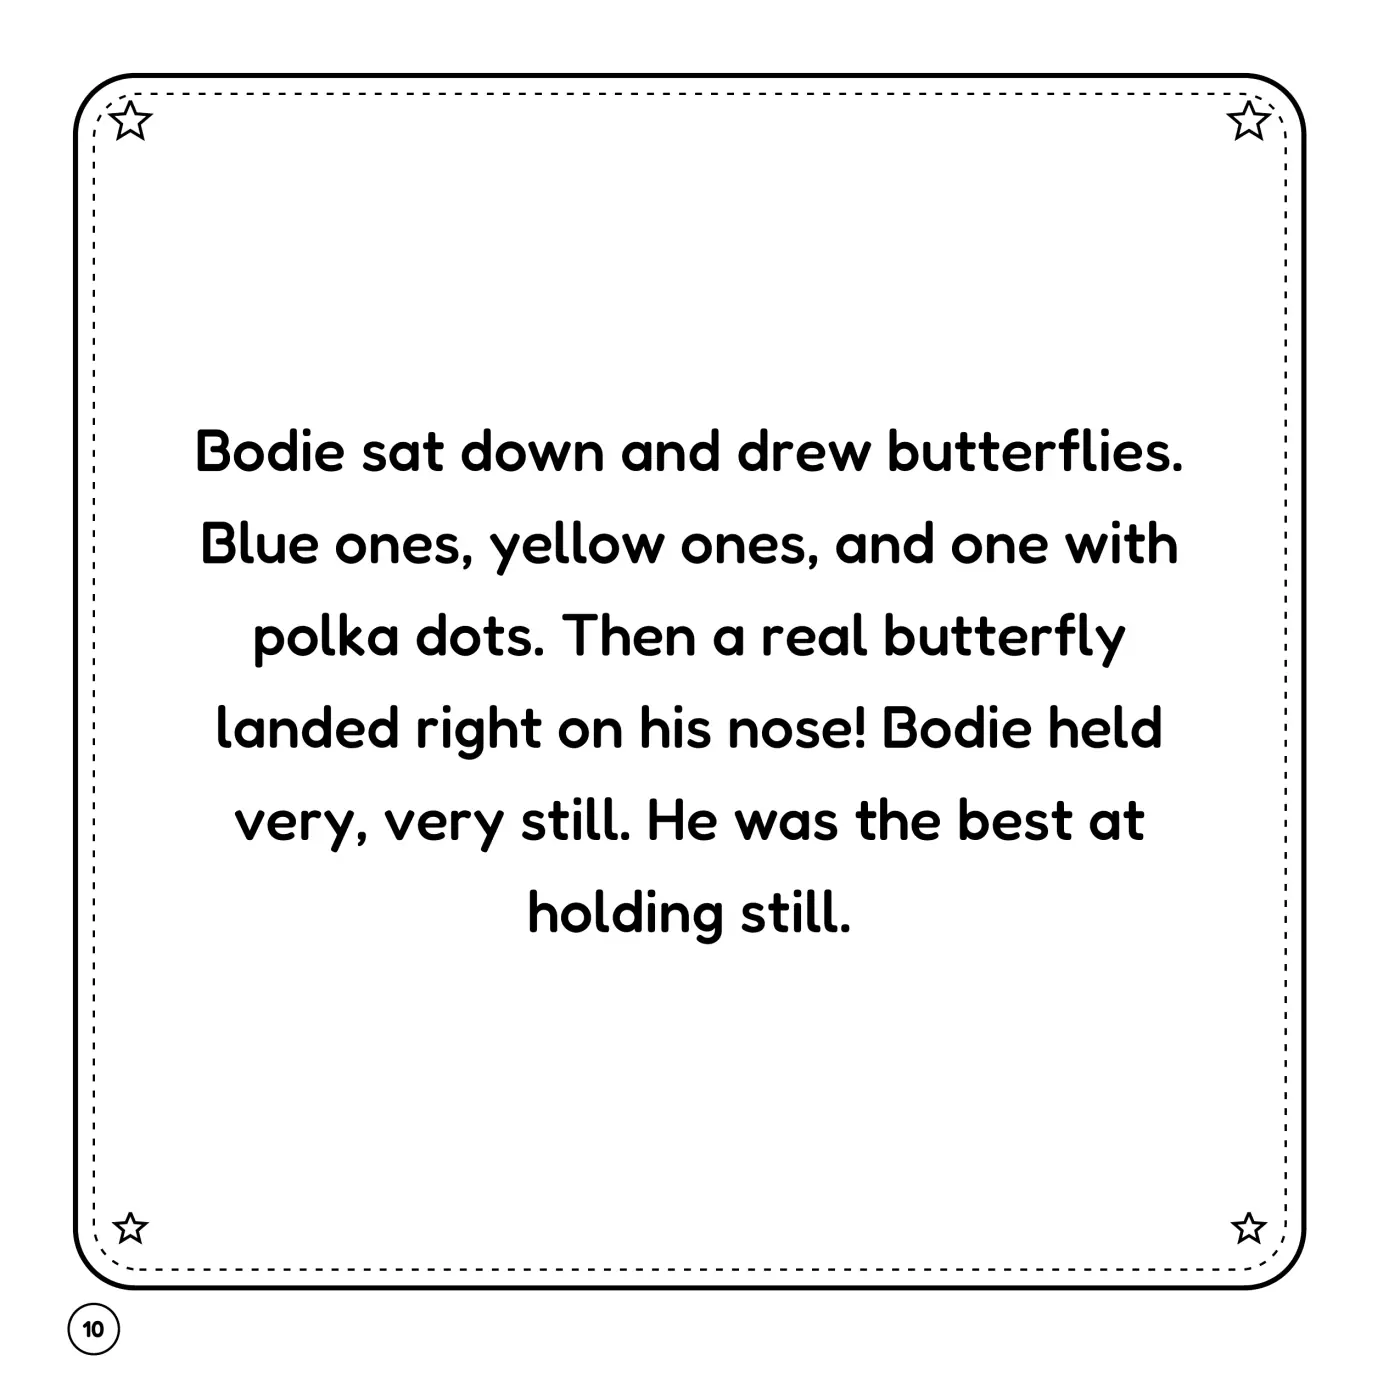 Bodie sat down and drew butterflies.
Blue ones, yellow ones, and one with
polka dots. Then a real butterfly
landed right on his nose! Bodie held
very, very still. He was the best at
holding still.
10